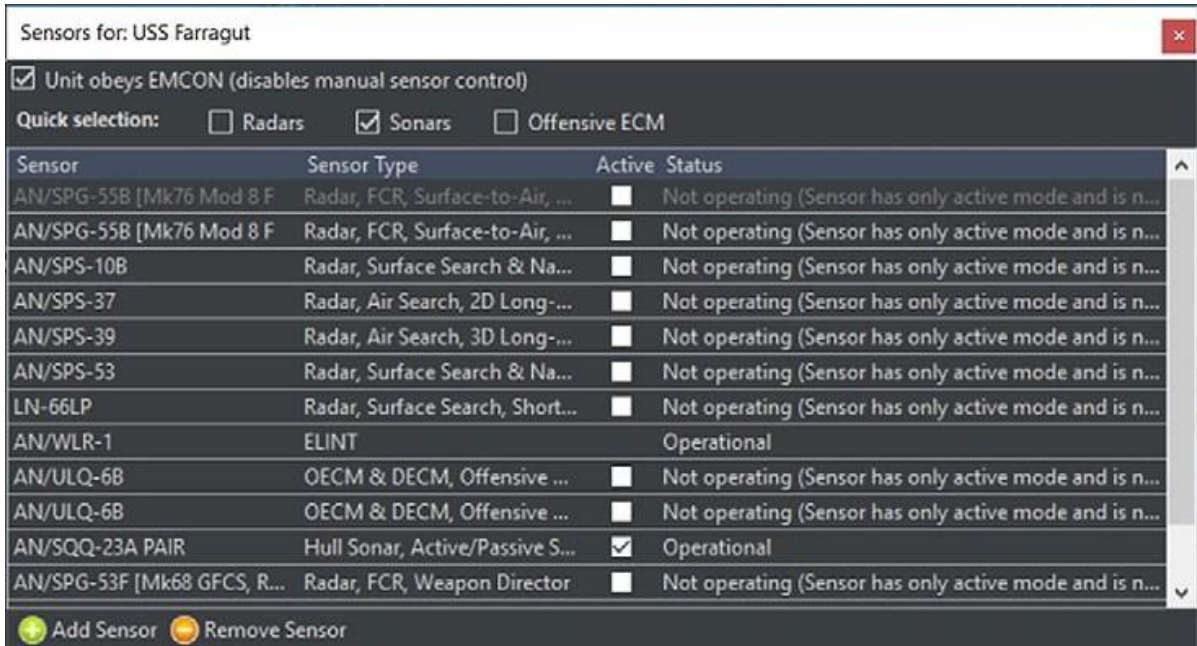 Sensors for: USS Farragut
Unit obeys EMCON (disables manual sensor control)
Quick selection: Radars Sonars Offensive ECM
Sensor Sensor Type Active Status
AN/SPG-55B [Mk76 Mod 8 F Radar, FCR, Surface-to-Air, ... Not operating (Sensor has only active mode and is n...
AN/SPG-55B [Mk76 Mod 8 F Radar, FCR, Surface-to-Air, ... Not operating (Sensor has only active mode and is n...
AN/SPS-10B Radar, Surface Search & Na... Not operating (Sensor has only active mode and is n...
AN/SPS-37 Radar, Air Search, 2D Long-... Not operating (Sensor has only active mode and is n...
AN/SPS-39 Radar, Air Search, 3D Long-... Not operating (Sensor has only active mode and is n...
AN/SPS-53 Radar, Surface Search & Na... Not operating (Sensor has only active mode and is n...
LN-66LP Radar, Surface Search, Short... Not operating (Sensor has only active mode and is n...
AN/WLR-1 ELINT Operational
AN/ULQ-6B OECM & DECM, Offensive ... Not operating (Sensor has only active mode and is n...
AN/ULQ-6B OECM & DECM, Offensive ... Not operating (Sensor has only active mode and is n...
AN/SQQ-23A PAIR Hull Sonar, Active/Passive S... Operational
AN/SPG-53F [Mk68 GFCS, R... Radar, FCR, Weapon Director Not operating (Sensor has only active mode and is n...
Add Sensor Remove Sensor